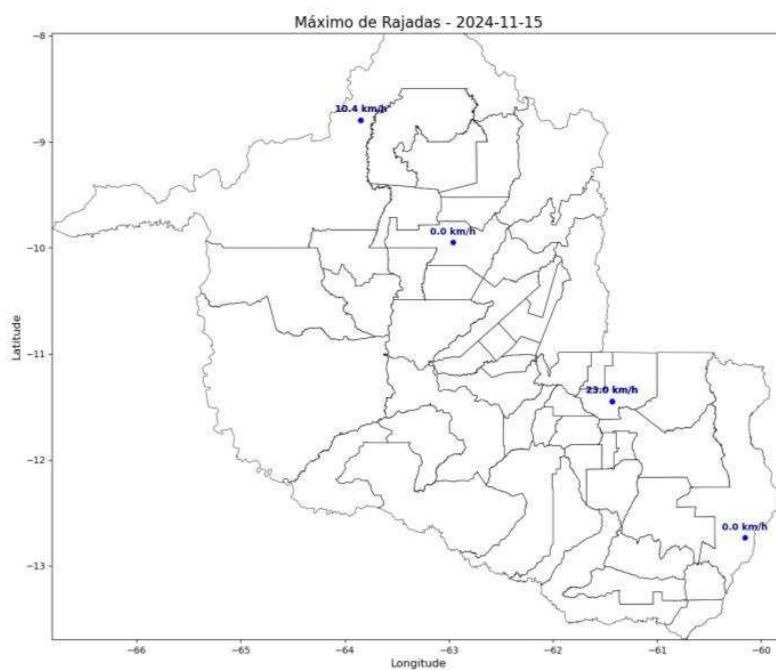 Máximo de Rajadas - 2024-11-15
−8
10.4 km/h
−9
0.0 km/h
−10
Latitude
−11
23.0 km/h
−12
0.0 km/h
−13
−66 −65 −64 −63 −62 −61 −60
Longitude